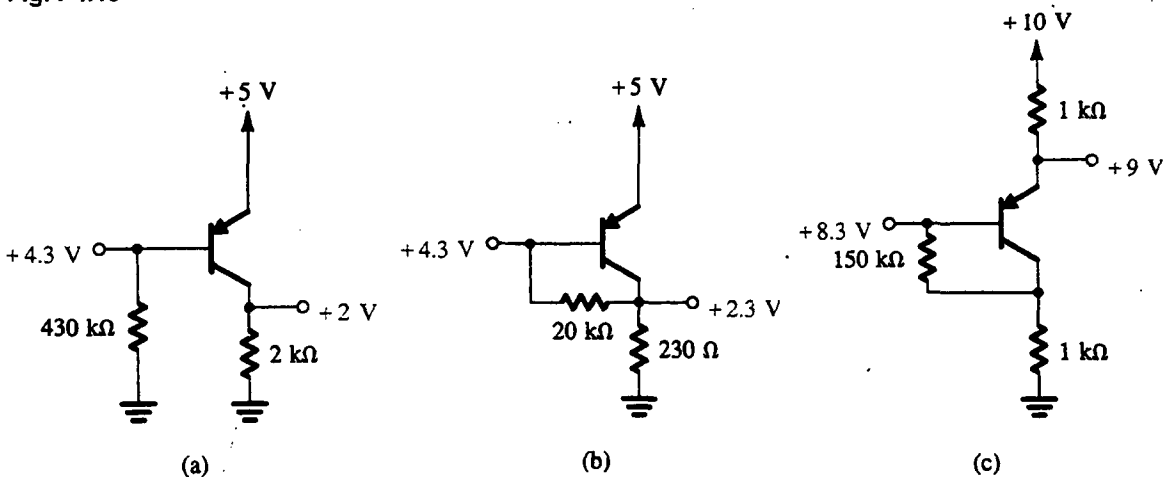 +5 V
+4.3 V
430 kΩ
+2 V
2 kΩ
(a)
+5 V
+4.3 V
20 kΩ
+2.3 V
230 Ω
(b)
+10 V
1 kΩ
+9 V
+8.3 V
150 kΩ
1 kΩ
(c)